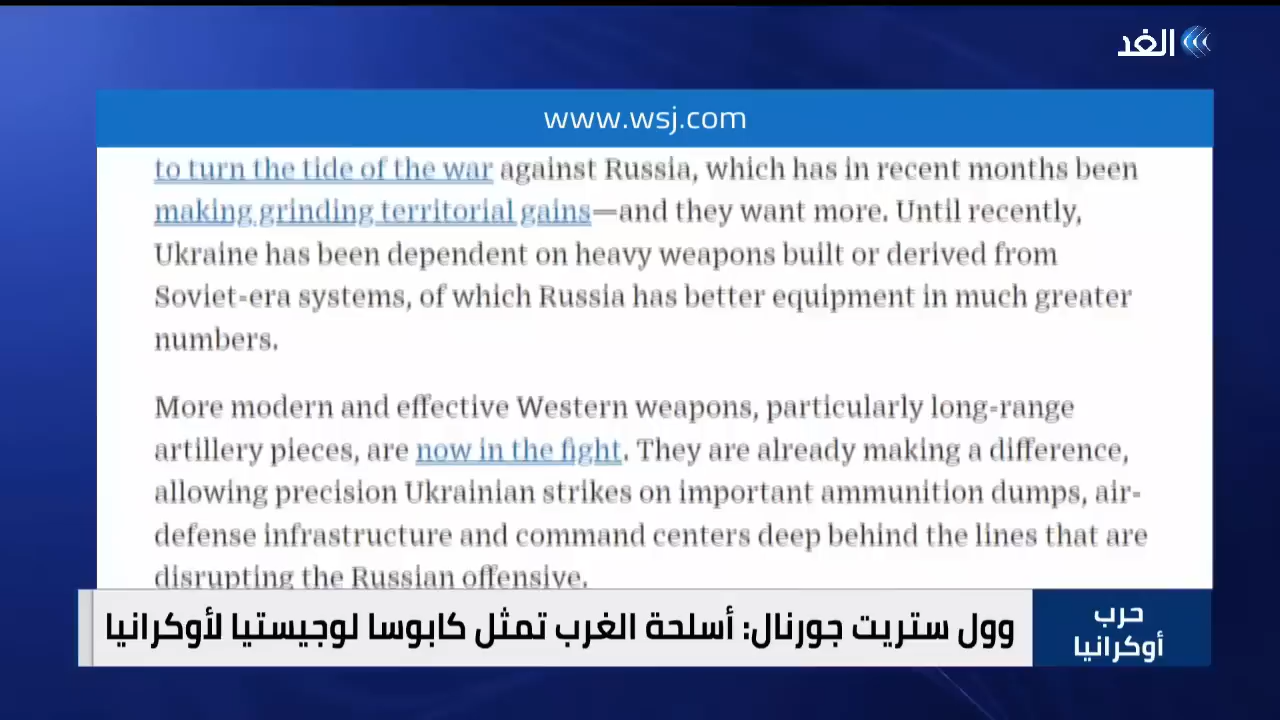 الغد
www.wsj.com
to turn the tide of the war against Russia, which has in recent months been
making grinding territorial gains—and they want more. Until recently,
Ukraine has been dependent on heavy weapons built or derived from
Soviet-era systems, of which Russia has better equipment in much greater
numbers.
More modern and effective Western weapons, particularly long-range
artillery pieces, are now in the fight. They are already making a difference,
allowing precision Ukrainian strikes on important ammunition dumps, air-
defense infrastructure and command centers deep behind the lines that are
disrupting the Russian offensive.
حرب
أوكرانيا
وول ستريت جورنال: أسلحة الغرب تمثل كابوسا لوجيستيا لأوكرانيا